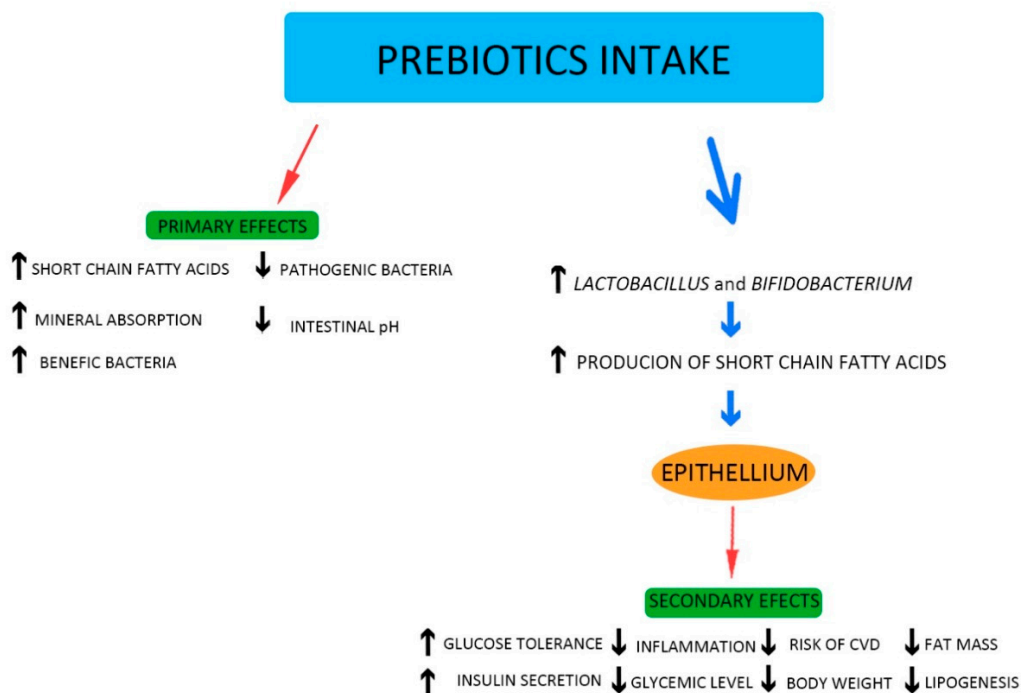 PREBIOTICS INTAKE
PRIMARY EFFECTS
↑ SHORT CHAIN FATTY ACIDS ↓ PATHOGENIC BACTERIA
↑ MINERAL ABSORPTION ↓ INTESTINAL pH
↑ BENEFIC BACTERIA
↑ LACTOBACILLUS and BIFIDOBACTERIUM
↑ PRODUCION OF SHORT CHAIN FATTY ACIDS
EPITHELLIUM
SECONDARY EFECTS
↑ GLUCOSE TOLERANCE ↓ INFLAMMATION ↓ RISK OF CVD ↓ FAT MASS
↑ INSULIN SECRETION ↓ GLYCEMIC LEVEL ↓ BODY WEIGHT ↓ LIPOGENESIS